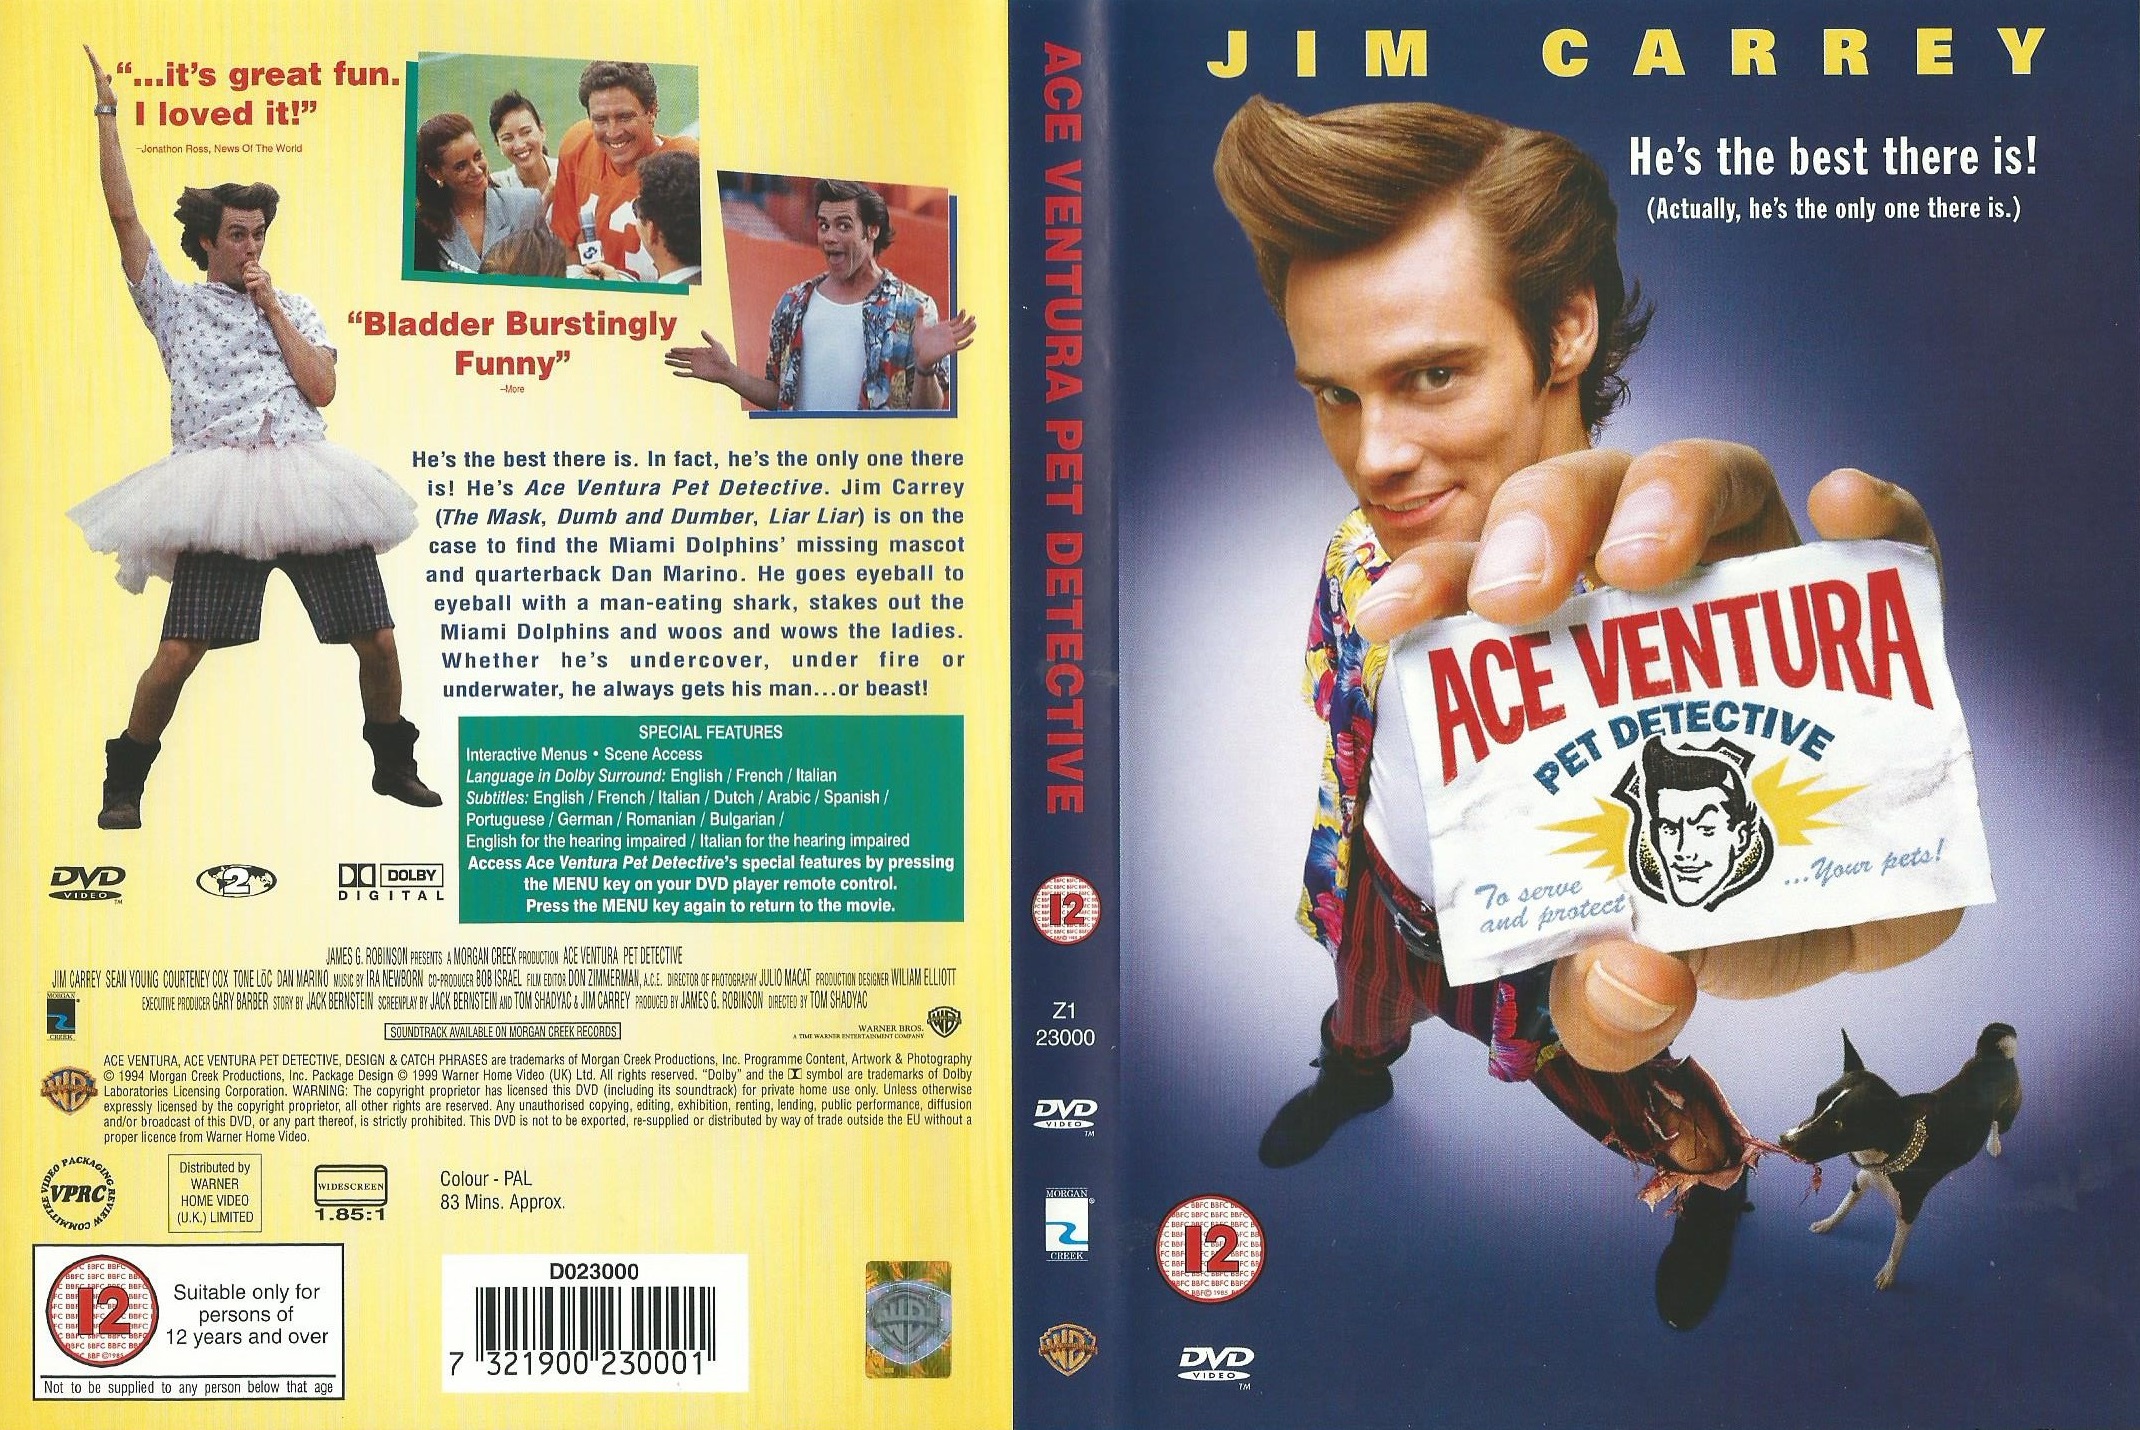 “...it’s great fun.
I loved it!”
–Jonathon Ross, News Of The World
“Bladder Burstingly
Funny”
–More
He’s the best there is. In fact, he’s the only one there
is! He’s Ace Ventura Pet Detective. Jim Carrey
(The Mask, Dumb and Dumber, Liar Liar) is on the
case to find the Miami Dolphins’ missing mascot
and quarterback Dan Marino. He goes eyeball to
eyeball with a man-eating shark, stakes out the
Miami Dolphins and woos and wows the ladies.
Whether he’s undercover, under fire or
underwater, he always gets his man...or beast!
SPECIAL FEATURES
Interactive Menus • Scene Access
Language in Dolby Surround: English / French / Italian
Subtitles: English / French / Italian / Dutch / Arabic / Spanish /
Portuguese / German / Romanian / Bulgarian /
English for the hearing impaired / Italian for the hearing impaired
Access Ace Ventura Pet Detective’s special features by pressing
the MENU key on your DVD player remote control.
Press the MENU key again to return to the movie.
DVD
VIDEO
TM
2
DOLBY
DIGITAL
JAMES G. ROBINSON PRESENTS A MORGAN CREEK PRODUCTION ACE VENTURA PET DETECTIVE
JIM CARREY SEAN YOUNG COURTENEY COX TONE LŌC DAN MARINO MUSIC BY IRA NEWBORN CO-PRODUCER BOB ISRAEL FILM EDITOR DON ZIMMERMAN, A.C.E. DIRECTOR OF PHOTOGRAPHY JULIO MACAT PRODUCTION DESIGNER WILIAM ELLIOTT
EXECUTIVE PRODUCER GARY BARBER STORY BY JACK BERNSTEIN SCREENPLAY BY JACK BERNSTEIN AND TOM SHADYAC & JIM CARREY PRODUCED BY JAMES G. ROBINSON DIRECTED BY TOM SHADYAC
MORGAN
CREEK
SOUNDTRACK AVAILABLE ON MORGAN CREEK RECORDS
WARNER BROS.
A TIME WARNER ENTERTAINMENT COMPANY
WB
WB
ACE VENTURA, ACE VENTURA PET DETECTIVE, DESIGN & CATCH PHRASES are trademarks of Morgan Creek Productions, Inc. Programme Content, Artwork & Photography
© 1994 Morgan Creek Productions, Inc. Package Design © 1999 Warner Home Video (UK) Ltd. All rights reserved. “Dolby” and the symbol are trademarks of Dolby
Laboratories Licensing Corporation. WARNING: The copyright proprietor has licensed this DVD (including its soundtrack) for private home use only. Unless otherwise
expressly licensed by the copyright proprietor, all other rights are reserved. Any unauthorised copying, editing, exhibition, renting, lending, public performance, diffusion
and/or broadcast of this DVD, or any part thereof, is strictly prohibited. This DVD is not to be exported, re-supplied or distributed by way of trade outside the EU without a
proper licence from Warner Home Video.
VIDEO PACKAGING REVIEW COMMITTEE
VPRC
Distributed by
WARNER
HOME VIDEO
(U.K.) LIMITED
WIDESCREEN
1.85:1
Colour - PAL
83 Mins. Approx.
12
Suitable only for
persons of
12 years and over
Not to be supplied to any person below that age
D023000
7 321900 230001
WB
ACE VENTURA PET DETECTIVE
12
Z1
23000
DVD
VIDEO
TM
MORGAN
CREEK
WB
JIM CARREY
He’s the best there is!
(Actually, he’s the only one there is.)
ACE VENTURA
PET DETECTIVE
To serve
and protect
...Your pets!
12
DVD
VIDEO
TM